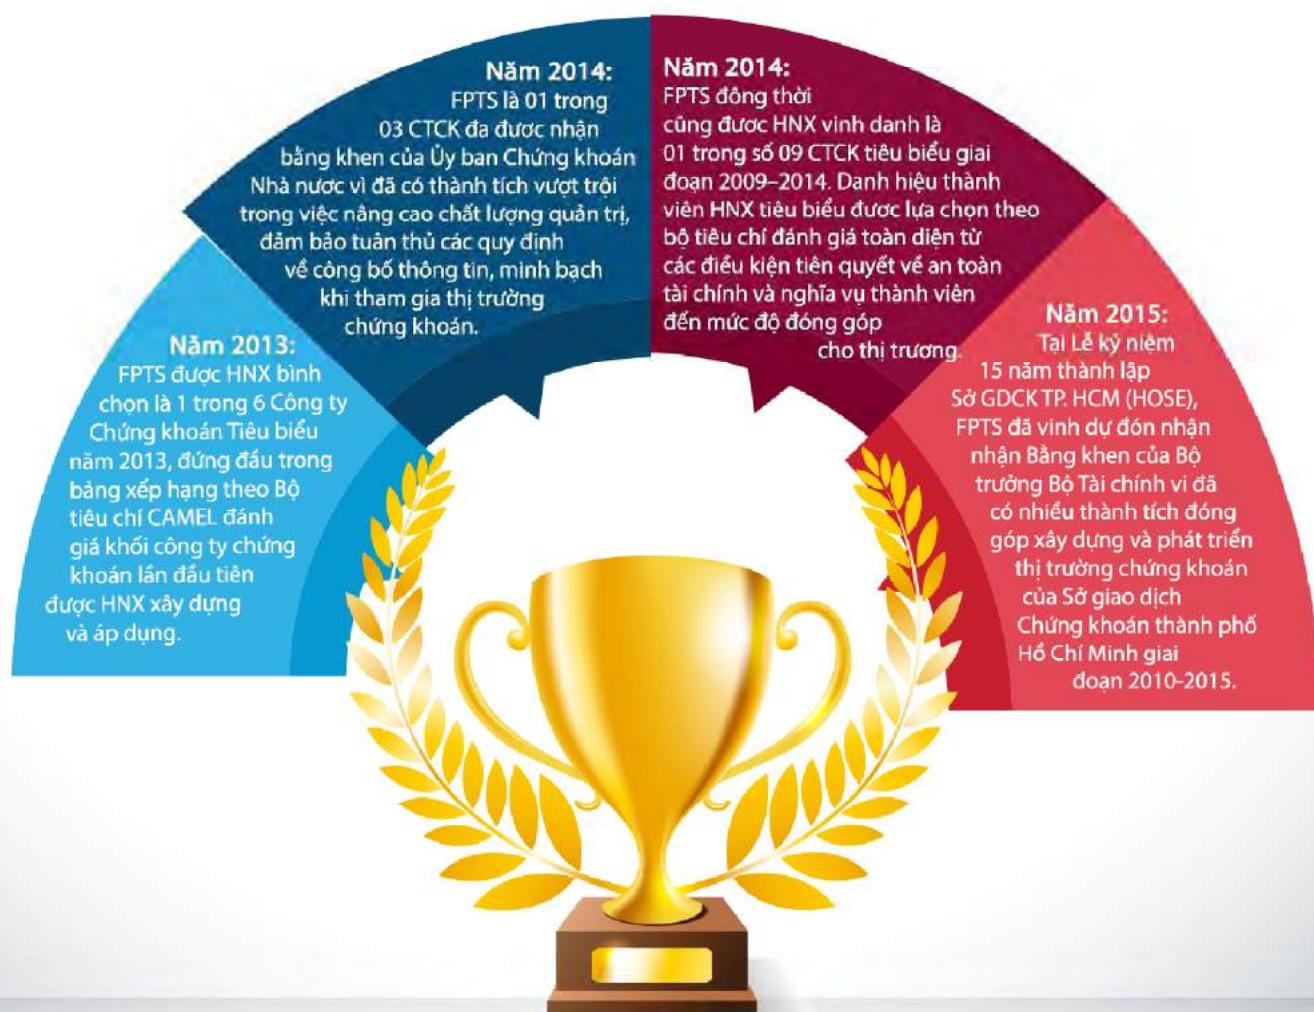 Năm 2013:
FPTS được HNX bình
chọn là 1 trong 6 Công ty
Chứng khoán Tiêu biểu
năm 2013, đứng đầu trong
bảng xếp hạng theo Bộ
tiêu chí CAMEL đánh
giá khối công ty chứng
khoán lần đầu tiên
được HNX xây dựng
và áp dụng.
Năm 2014:
FPTS là 01 trong
03 CTCK đa đươc nhận
bằng khen của Ủy ban Chứng khoán
Nhà nước vì đã có thành tích vượt trội
trong việc nâng cao chất lượng quản trị,
đảm bảo tuân thủ các quy định
về công bố thông tin, minh bạch
khi tham gia thị trường
chứng khoán.
Năm 2014:
FPTS đông thời
cũng đươc HNX vinh danh là
01 trong số 09 CTCK tiêu biểu giai
đoạn 2009–2014. Danh hiệu thành
viên HNX tiêu biểu đươc lựa chọn theo
bộ tiêu chí đánh giá toàn diện từ
các điều kiện tiên quyết về an toàn
tài chính và nghĩa vụ thành viên
đến mức độ đóng góp
cho thị trương.
Năm 2015:
Tại Lễ kỷ niệm
15 năm thành lập
Sở GDCK TP. HCM (HOSE),
FPTS đã vinh dự đón nhận
nhận Bằng khen của Bộ
trưởng Bộ Tài chính vi đã
có nhiều thành tích đóng
góp xây dựng và phát triển
thị trường chứng khoán
của Sở giao dịch
Chứng khoán thành phố
Hồ Chí Minh giai
đoạn 2010-2015.